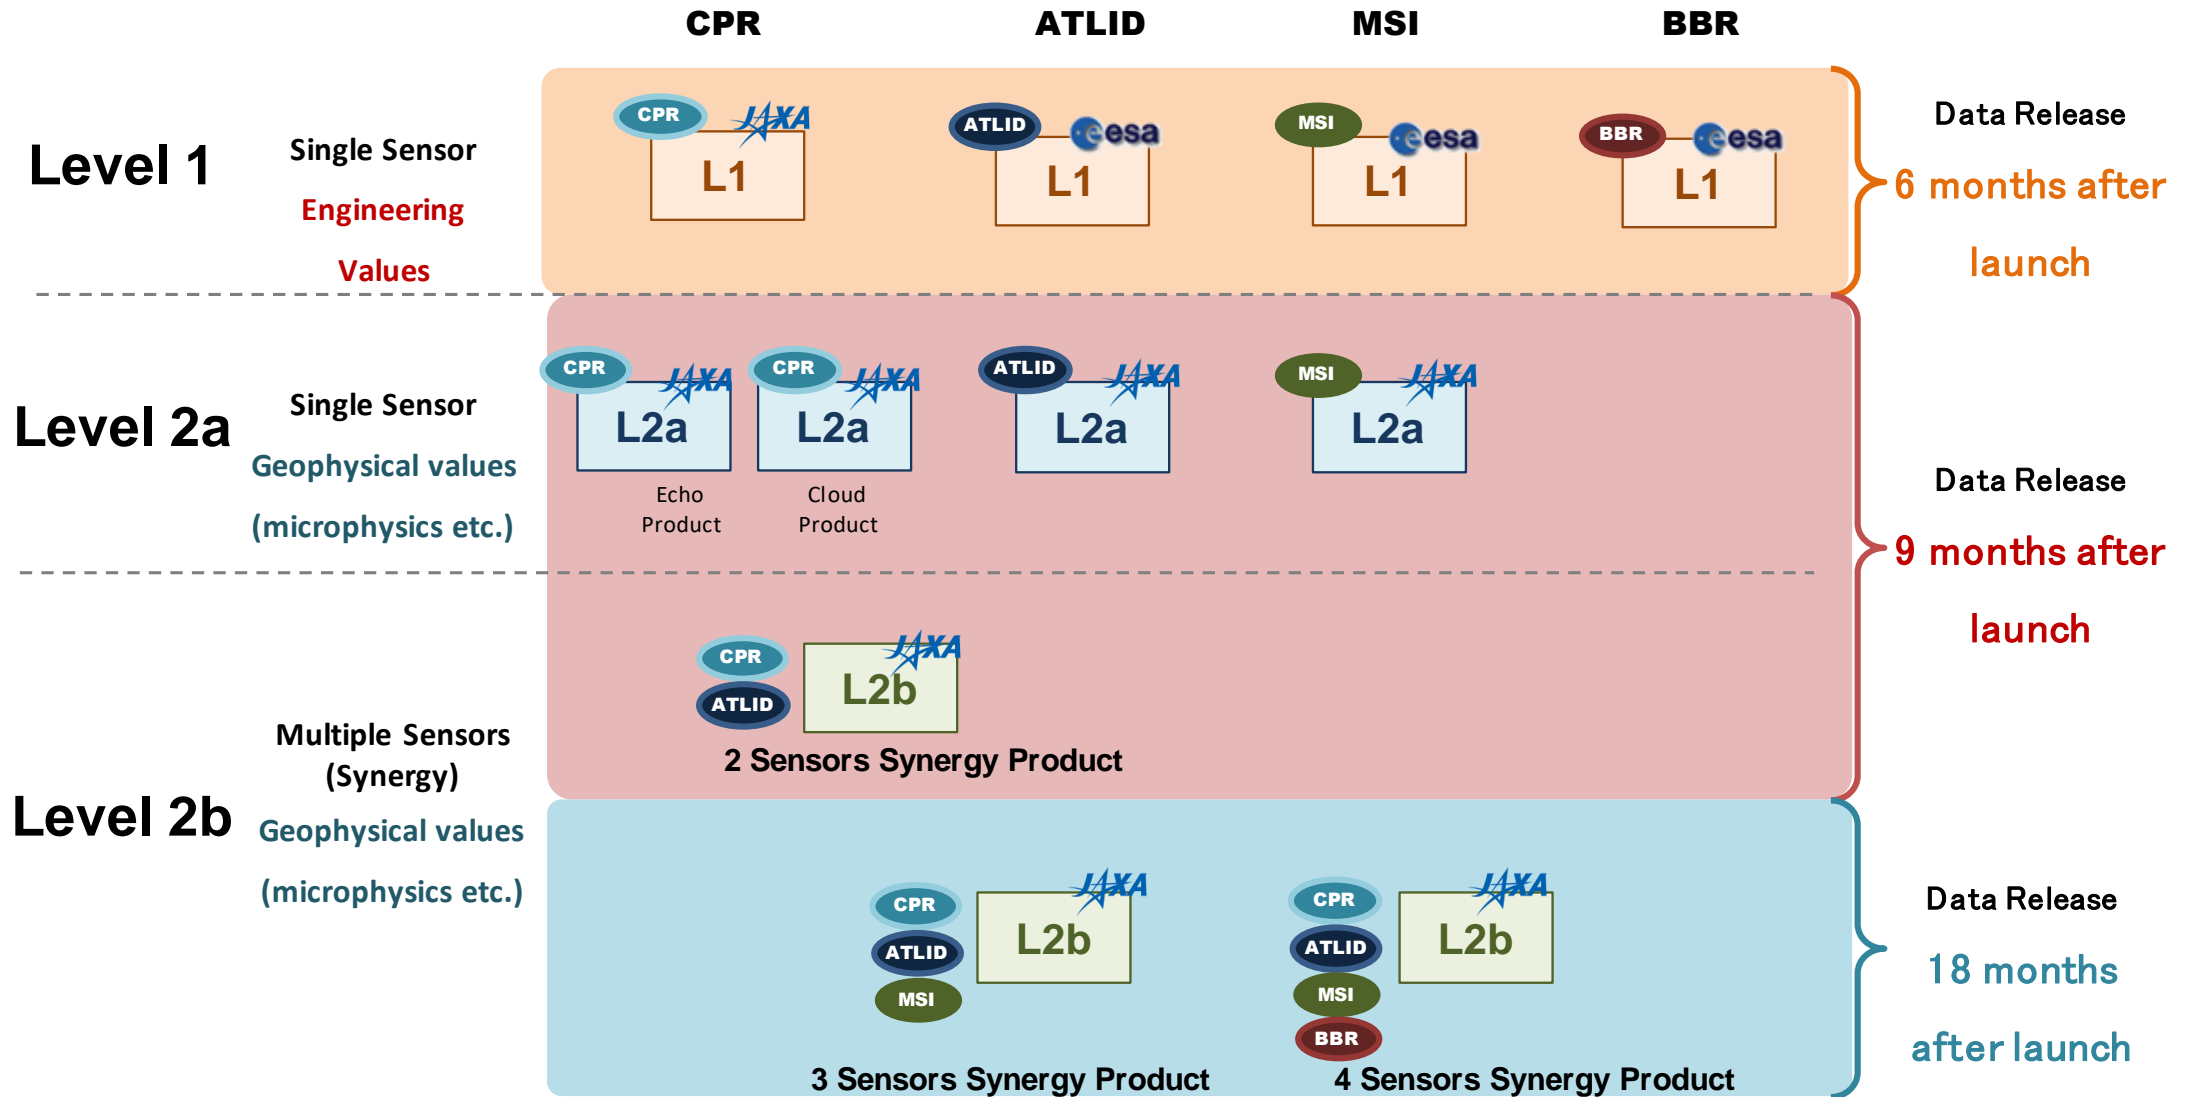 CPR ATLID MSI BBR
Level 1
Single Sensor
Engineering
Values
CPR JAXA
L1
ATLID esa
L1
MSI esa
L1
BBR esa
L1
Data Release
6 months after
launch
Level 2a
Single Sensor
Geophysical values
(microphysics etc.)
CPR JAXA
L2a
Echo
Product
CPR JAXA
L2a
Cloud
Product
ATLID JAXA
L2a
MSI JAXA
L2a
Data Release
9 months after
launch
Level 2b
Multiple Sensors
(Synergy)
Geophysical values
(microphysics etc.)
CPR
ATLID
JAXA
L2b
2 Sensors Synergy Product
CPR
ATLID
MSI
JAXA
L2b
3 Sensors Synergy Product
CPR
ATLID
MSI
BBR
JAXA
L2b
4 Sensors Synergy Product
Data Release
18 months
after launch